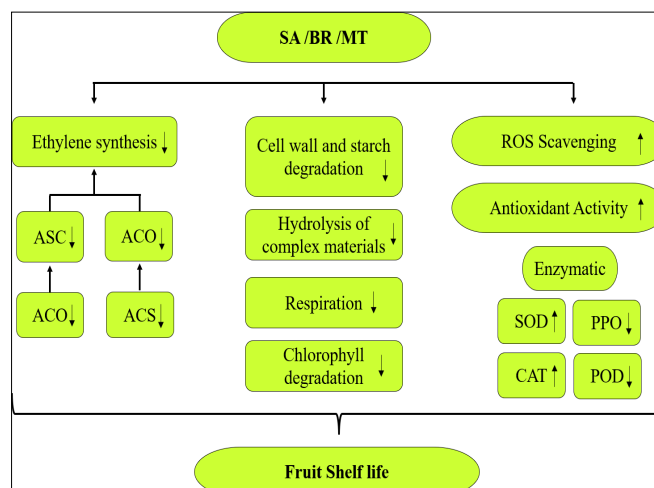 SA /BR /MT
Ethylene synthesis ↓
ASC ↓
ACO ↓
ACO ↓
ACS ↓
Cell wall and starch
degradation ↓
Hydrolysis of
complex materials ↓
Respiration ↓
Chlorophyll
degradation ↓
ROS Scavenging ↑
Antioxidant Activity ↑
Enzymatic
SOD ↑
PPO ↓
CAT ↑
POD ↓
Fruit Shelf life